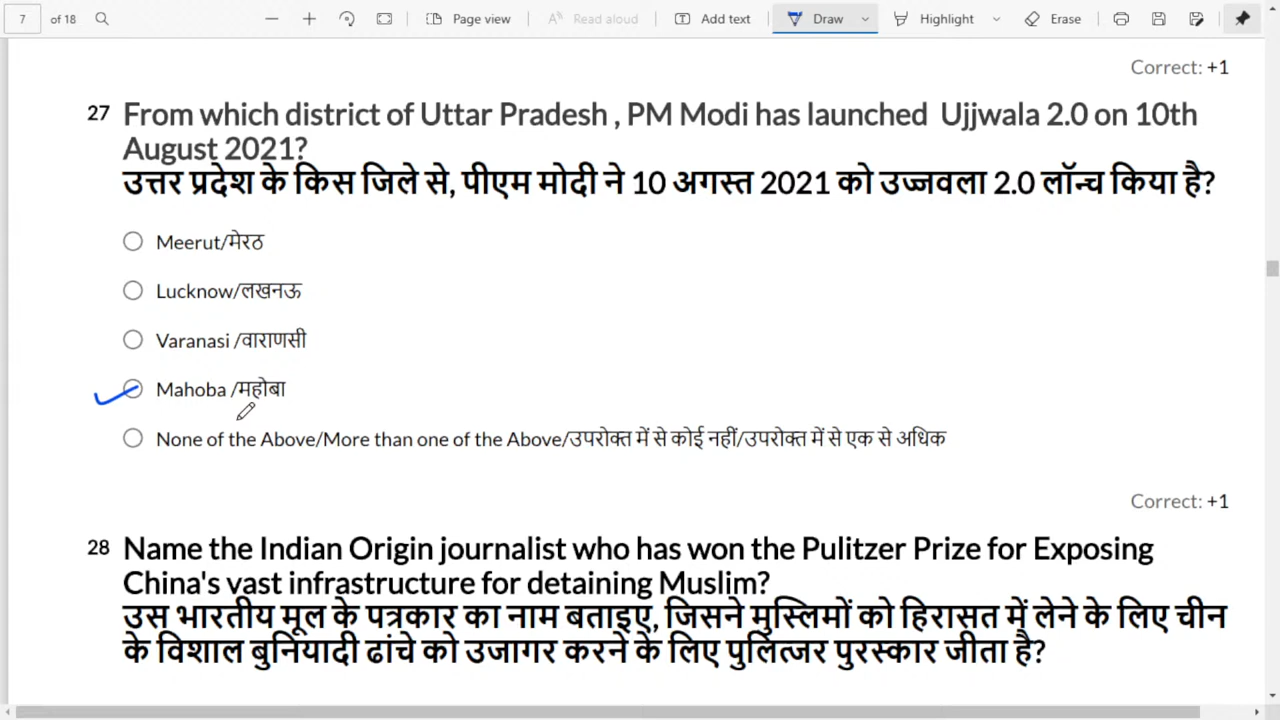 7 of 18 Page view Read aloud Add text Draw Highlight Erase
Correct: +1
27 From which district of Uttar Pradesh , PM Modi has launched Ujjwala 2.0 on 10th
August 2021?
उत्तर प्रदेश के किस जिले से, पीएम मोदी ने 10 अगस्त 2021 को उज्जवला 2.0 लॉन्च किया है?
Meerut/मेरठ
Lucknow/लखनऊ
Varanasi /वाराणसी
Mahoba /महोबा
None of the Above/More than one of the Above/उपरोक्त में से कोई नहीं/उपरोक्त में से एक से अधिक
Correct: +1
28 Name the Indian Origin journalist who has won the Pulitzer Prize for Exposing
China's vast infrastructure for detaining Muslim?
उस भारतीय मूल के पत्रकार का नाम बताइए, जिसने मुस्लिमों को हिरासत में लेने के लिए चीन
के विशाल बुनियादी ढांचे को उजागर करने के लिए पुलित्जर पुरस्कार जीता है?